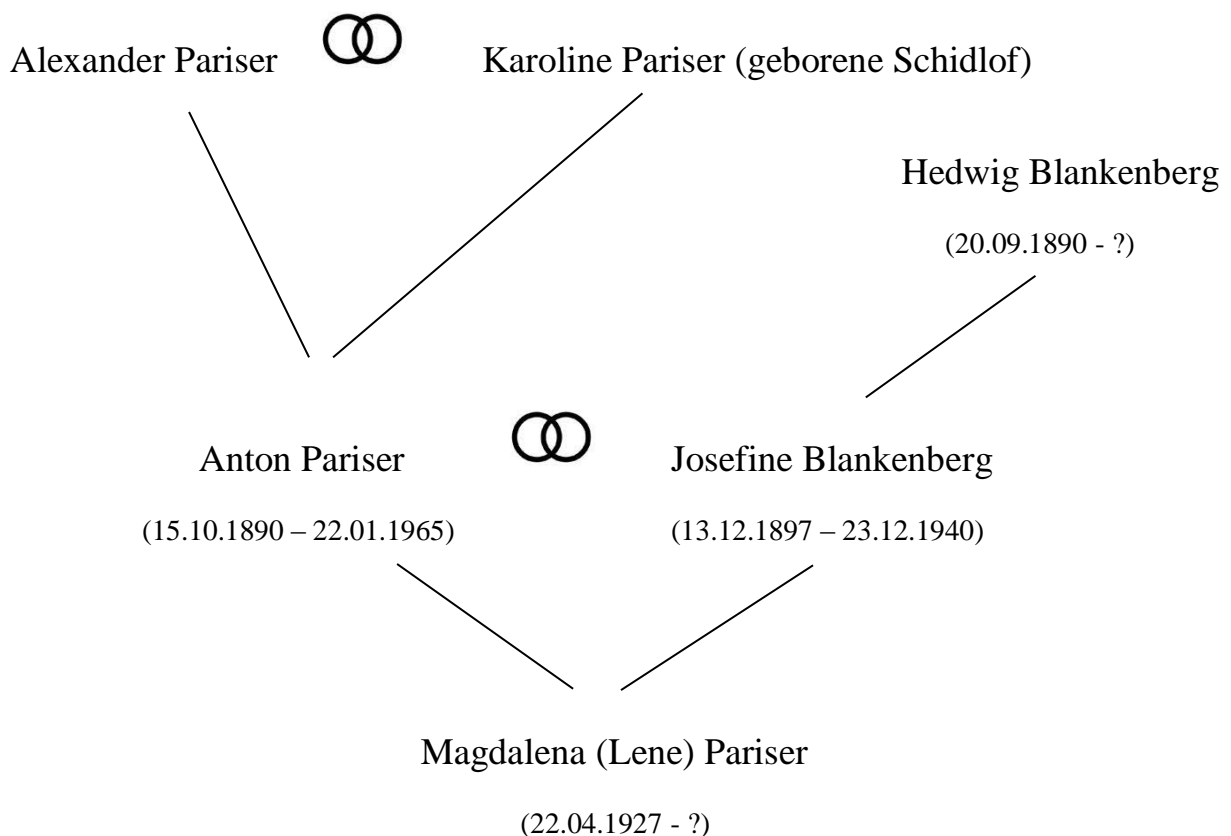 Alexander Pariser
Karoline Pariser (geborene Schidlof)
Hedwig Blankenberg
(20.09.1890 - ?)
Anton Pariser
Josefine Blankenberg
(15.10.1890 – 22.01.1965)
(13.12.1897 – 23.12.1940)
Magdalena (Lene) Pariser
(22.04.1927 - ?)